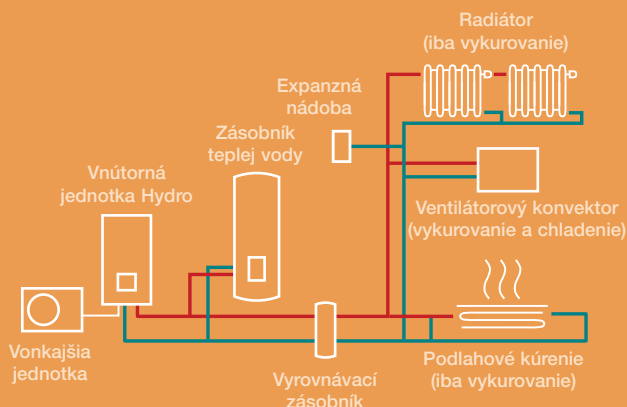 Radiátor
(iba vykurovanie)
Expanzná
nádoba
Zásobník
teplej vody
Vnútorná
jednotka Hydro
Ventilátorový konvektor
(vykurovanie a chladenie)
Vonkajšia
jednotka
Vyrovnávací
zásobník
Podlahové kúrenie
(iba vykurovanie)